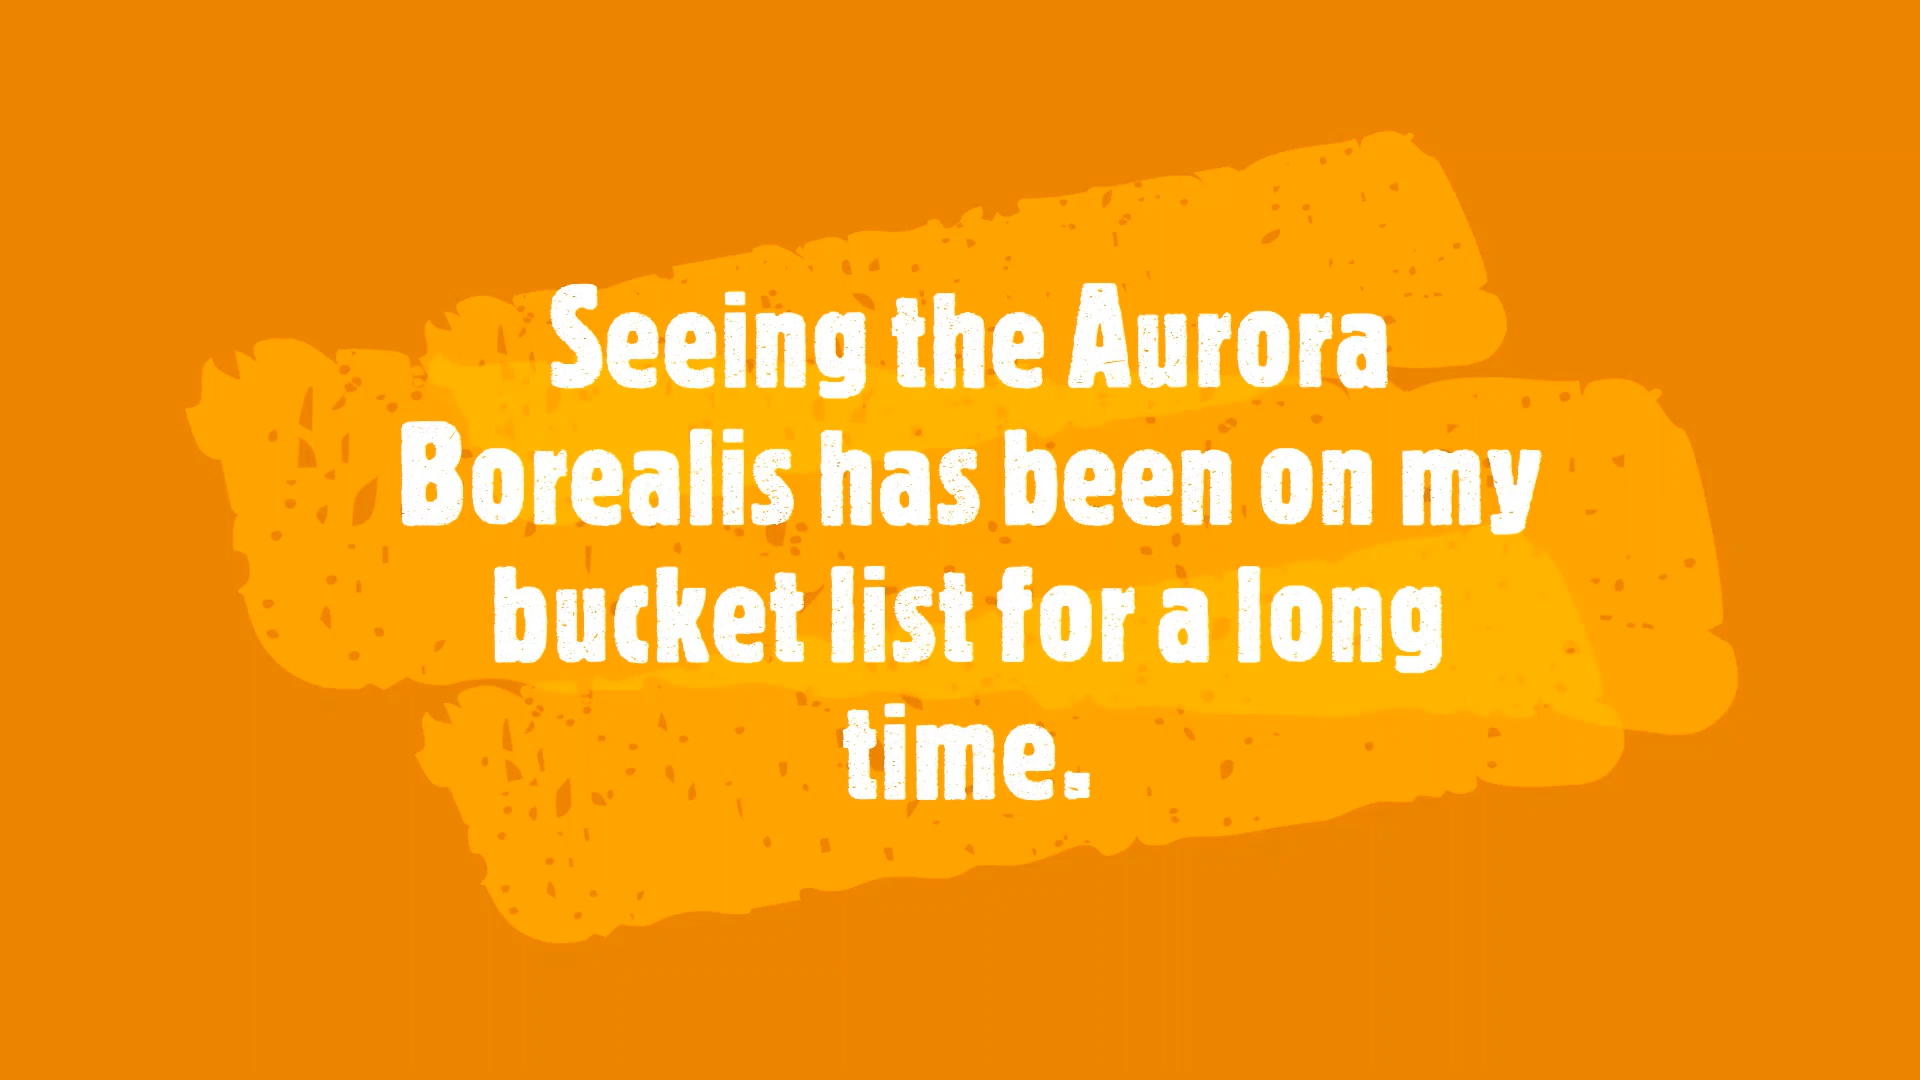 Seeing the Aurora
Borealis has been on my
bucket list for a long
time.